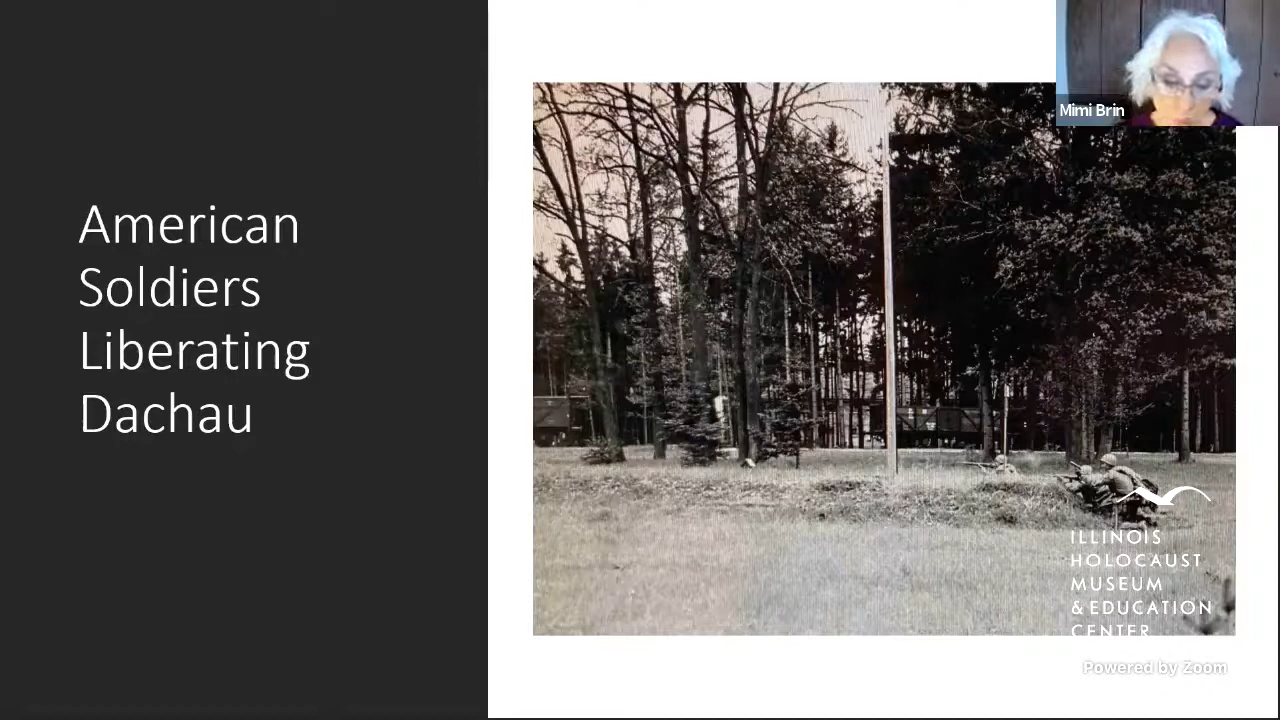 American
Soldiers
Liberating
Dachau
Mimi Brin
ILLINOIS
HOLOCAUST
MUSEUM
& EDUCATION
CENTER
Powered by Zoom